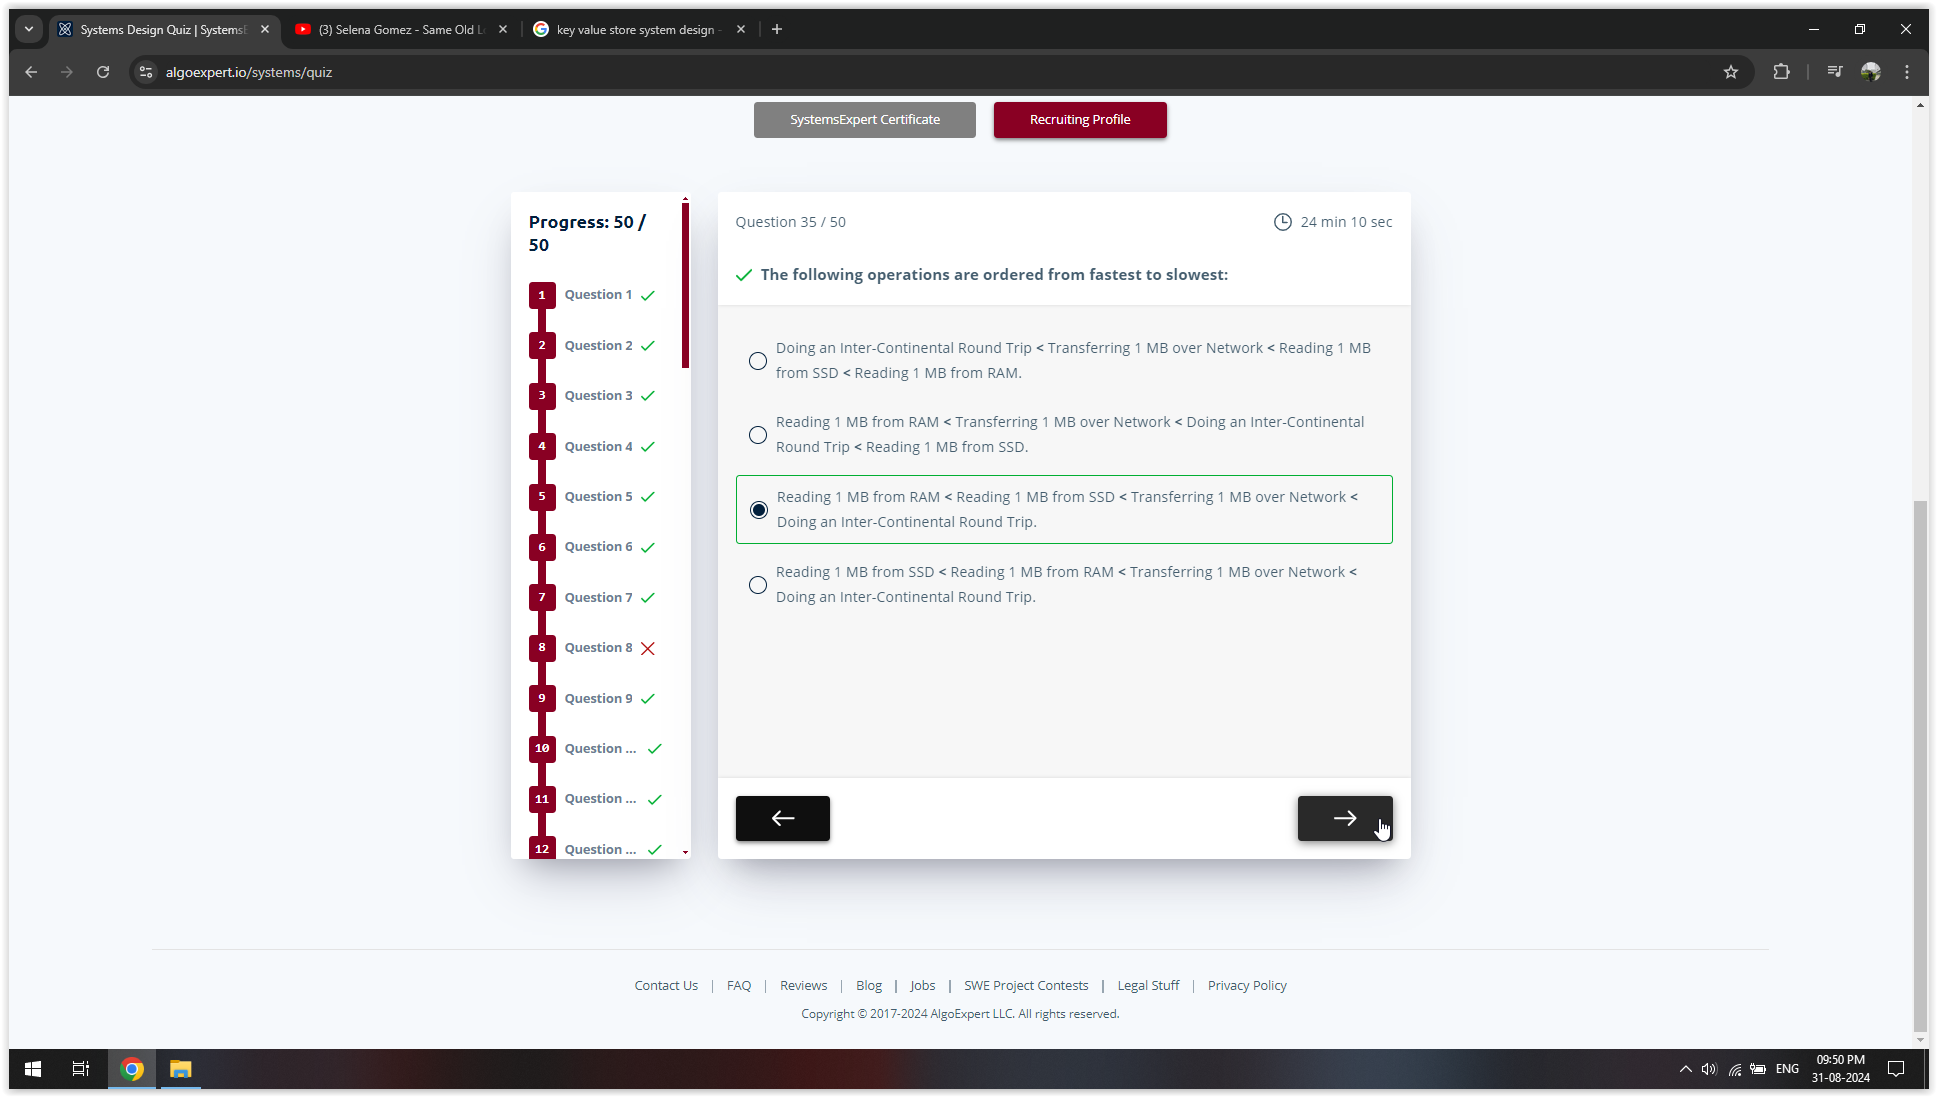 Systems Design Quiz | SystemsE
(3) Selena Gomez - Same Old L
key value store system design -
algoexpert.io/systems/quiz
SystemsExpert Certificate
Recruiting Profile
Progress: 50 /
50
1 Question 1
2 Question 2
3 Question 3
4 Question 4
5 Question 5
6 Question 6
7 Question 7
8 Question 8
9 Question 9
10 Question ...
11 Question ...
12 Question ...
Question 35 / 50
24 min 10 sec
The following operations are ordered from fastest to slowest:
Doing an Inter-Continental Round Trip < Transferring 1 MB over Network < Reading 1 MB
from SSD < Reading 1 MB from RAM.
Reading 1 MB from RAM < Transferring 1 MB over Network < Doing an Inter-Continental
Round Trip < Reading 1 MB from SSD.
Reading 1 MB from RAM < Reading 1 MB from SSD < Transferring 1 MB over Network <
Doing an Inter-Continental Round Trip.
Reading 1 MB from SSD < Reading 1 MB from RAM < Transferring 1 MB over Network <
Doing an Inter-Continental Round Trip.
Contact Us | FAQ | Reviews | Blog | Jobs | SWE Project Contests | Legal Stuff | Privacy Policy
Copyright © 2017-2024 AlgoExpert LLC. All rights reserved.
ENG
09:50 PM
31-08-2024